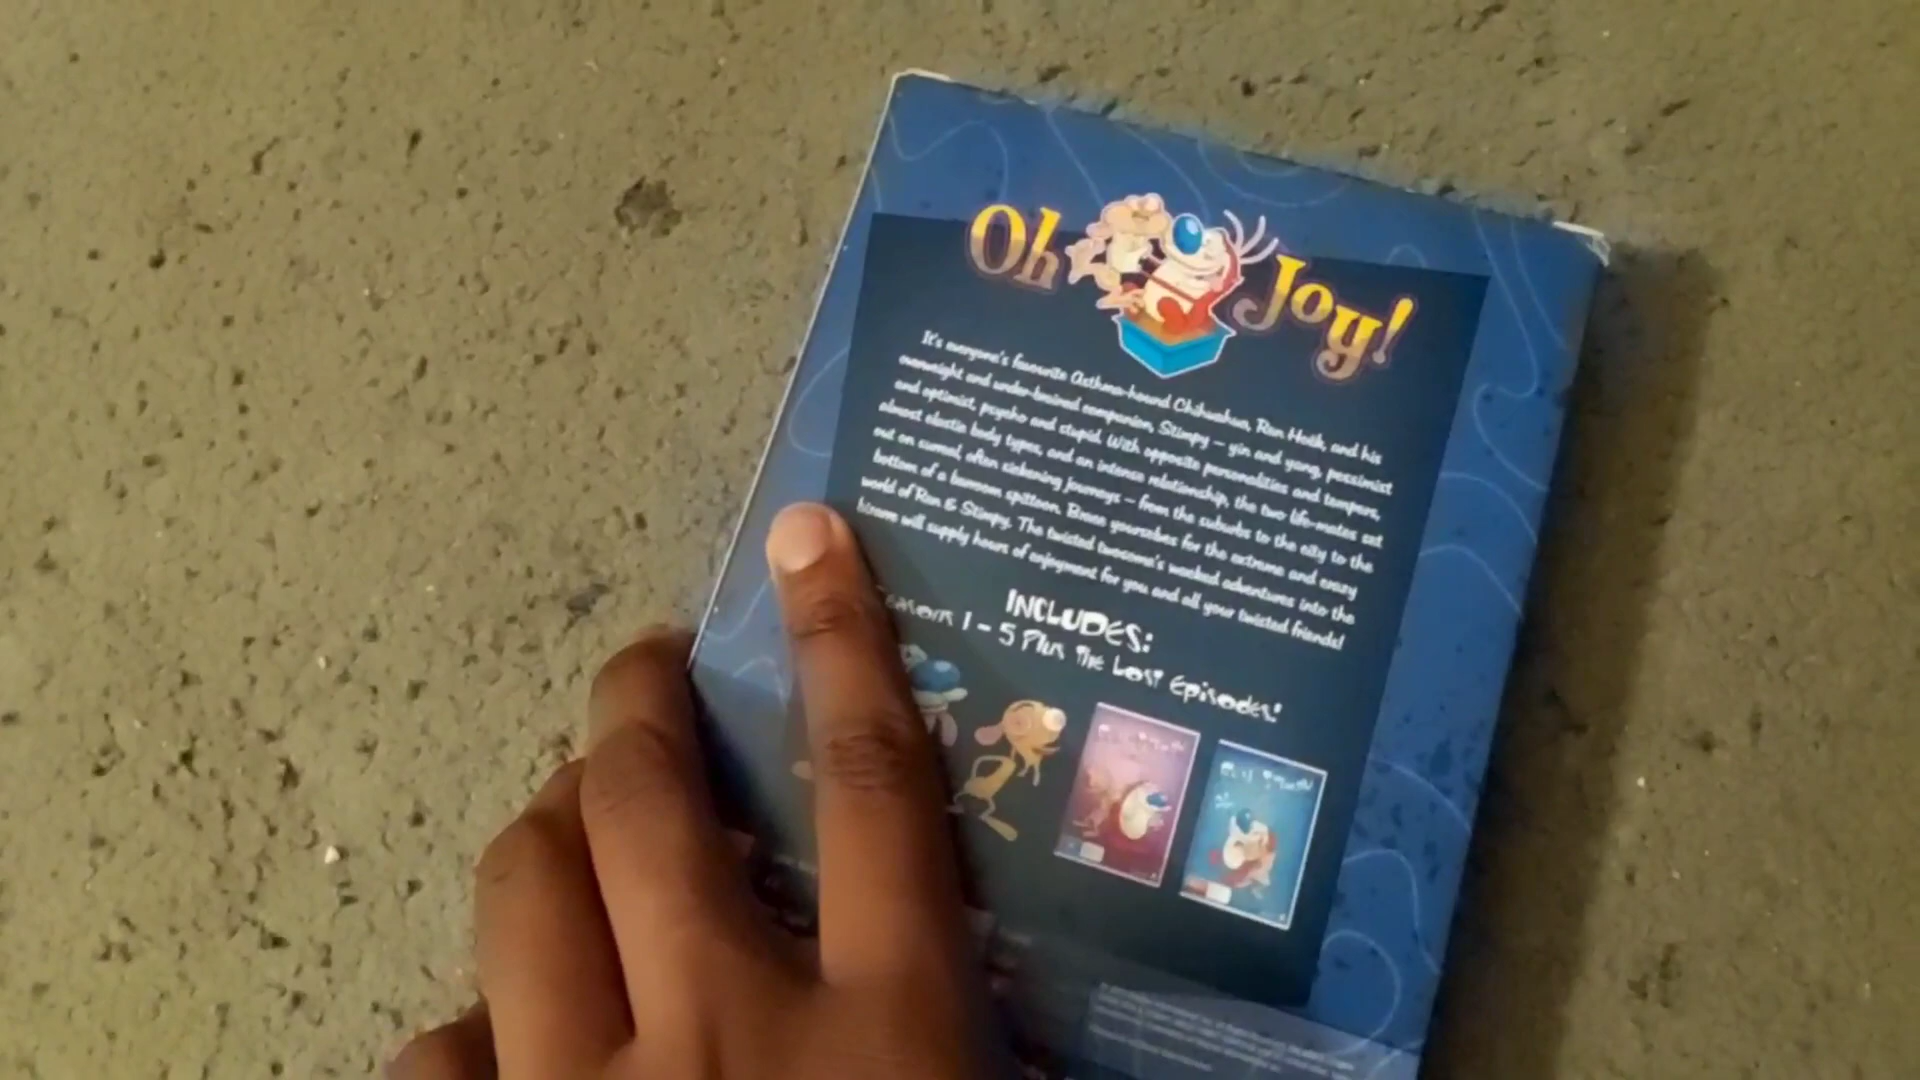 Oh Joy!
It's everyone's favourite Asthma-hound Chihuahua, Ren Hoëk, and his
overweight and under-brained companion, Stimpy – yin and yang, pessimist
and optimist, psycho and stupid. With opposite personalities and tempers,
almost elastic body types, and an intense relationship, the two life-mates set
out on surreal, often sickening journeys – from the suburbs to the city to the
bottom of a barroom spittoon. Brace yourselves for the extreme and crazy
world of Ren & Stimpy. The twisted twosome's wacked adventures into the
bizarre will supply hours of enjoyment for you and all your twisted friends!
INCLUDES:
Seasons 1 - 5 Plus The Lost Episodes!